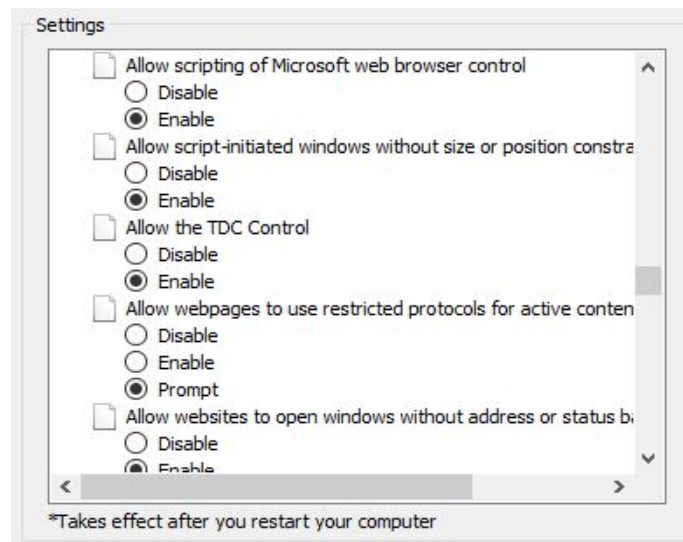 Settings
Allow scripting of Microsoft web browser control
Disable
Enable
Allow script-initiated windows without size or position constra
Disable
Enable
Allow the TDC Control
Disable
Enable
Allow webpages to use restricted protocols for active conten
Disable
Enable
Prompt
Allow websites to open windows without address or status ba
Disable
Enable
*Takes effect after you restart your computer